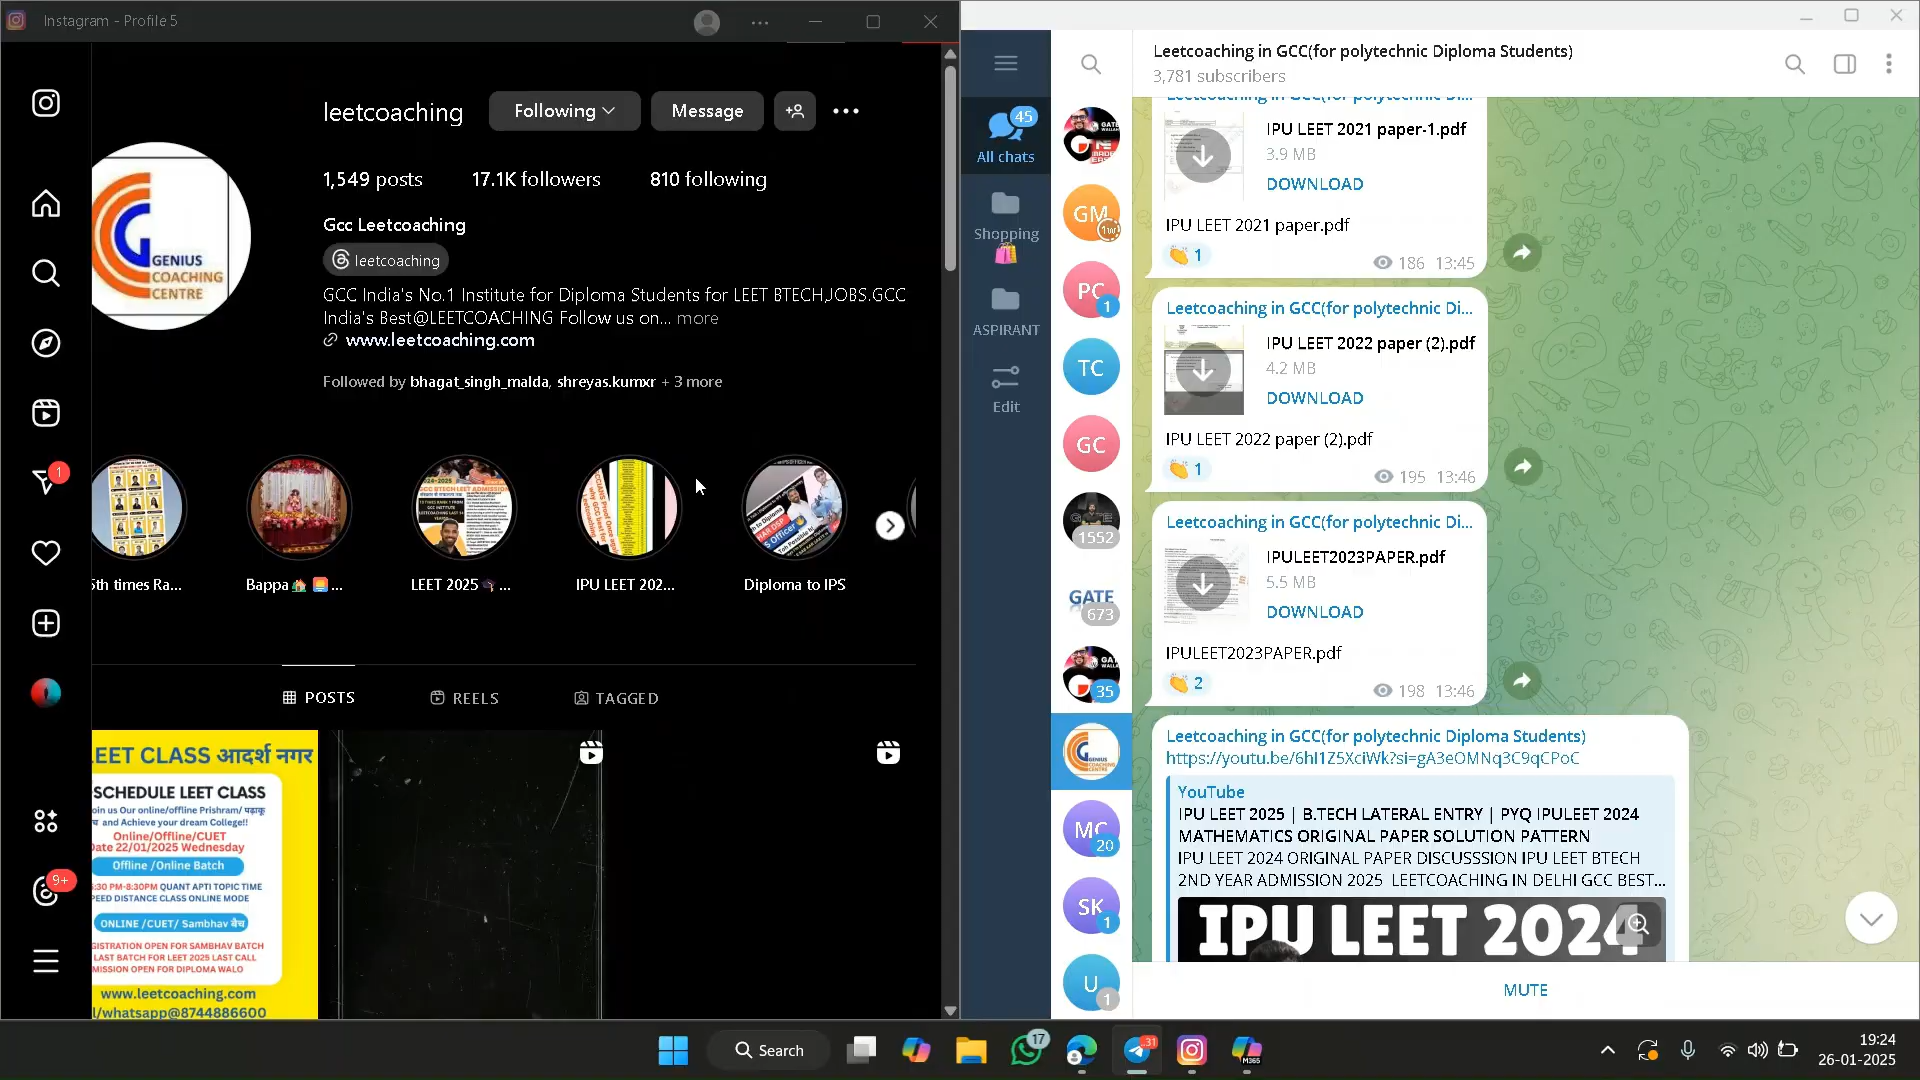 Instagram - Profile 5
leetcoaching
Following
Message
1,549 posts
17.1K followers
810 following
Gcc Leetcoaching
leetcoaching
GCC India's No.1 Institute for Diploma Students for LEET BTECH,JOBS.GCC
India's Best@LEETCOACHING Follow us on... more
www.leetcoaching.com
Followed by bhagat_singh_malda, shreyas.kumxr + 3 more
GENIUS
COACHING
CENTRE
5th times Ra...
Bappa🏠 🌅 ...
LEET 2025 ...
IPU LEET 202...
Diploma to IPS
POSTS
REELS
TAGGED
LEET CLASS आदर्श नगर
SCHEDULE LEET CLASS
oin us Our online/offline Prishram/ पढ़ाकू
and Achieve your dream College!!
Online/Offline/CUET
Date 22/01/2025 Wednesday
Offline /Online Batch
:30 PM-8:30PM QUANT APTI TOPIC TIME
PEED DISTANCE CLASS ONLINE MODE
ONLINE /CUET/ Sambhav बैच
ISTRATION OPEN FOR SAMBHAV BATCH
LAST BATCH FOR LEET 2025 LAST CALL
MISSION OPEN FOR DIPLOMA WALO
www.leetcoaching.com
l/whatsapp@8744886600
1
9+
45
All chats
Shopping
🛍️
ASPIRANT
Edit
GM
1w
PC
1
TC
GC
1552
GATE
673
35
MC
20
SK
1
U
1
Leetcoaching in GCC(for polytechnic Diploma Students)
3,781 subscribers
Leetcoaching in GCC(for polytechnic Di...
IPU LEET 2021 paper-1.pdf
3.9 MB
DOWNLOAD
IPU LEET 2021 paper.pdf
👏 1
186 13:45
Leetcoaching in GCC(for polytechnic Di...
IPU LEET 2022 paper (2).pdf
4.2 MB
DOWNLOAD
IPU LEET 2022 paper (2).pdf
👏 1
195 13:46
Leetcoaching in GCC(for polytechnic Di...
IPULEET2023PAPER.pdf
5.5 MB
DOWNLOAD
IPULEET2023PAPER.pdf
👏 2
198 13:46
Leetcoaching in GCC(for polytechnic Diploma Students)
https://youtu.be/6hI1Z5XciWk?si=gA3eOMNq3C9qCPoC
YouTube
IPU LEET 2025 | B.TECH LATERAL ENTRY | PYQ IPULEET 2024
MATHEMATICS ORIGINAL PAPER SOLUTION PATTERN
IPU LEET 2024 ORIGINAL PAPER DISCUSSSION IPU LEET BTECH
2ND YEAR ADMISSION 2025 LEETCOACHING IN DELHI GCC BEST...
IPU LEET 2024
MUTE
Search
17
31
M365
19:24
26-01-2025